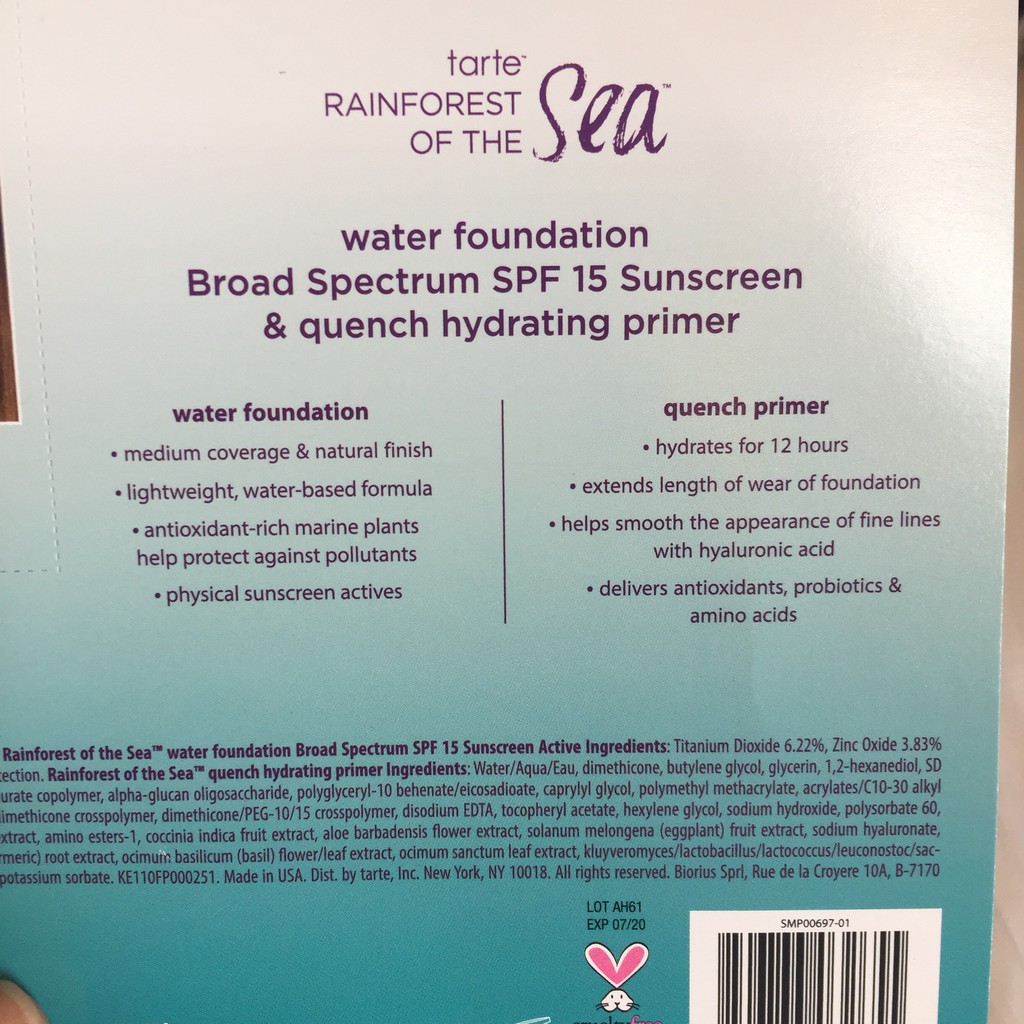 tarte™
RAINFOREST
OF THE Sea™
water foundation
Broad Spectrum SPF 15 Sunscreen
& quench hydrating primer
water foundation
• medium coverage & natural finish
• lightweight, water-based formula
• antioxidant-rich marine plants
help protect against pollutants
• physical sunscreen actives
quench primer
• hydrates for 12 hours
• extends length of wear of foundation
• helps smooth the appearance of fine lines
with hyaluronic acid
• delivers antioxidants, probiotics &
amino acids
Rainforest of the Sea™ water foundation Broad Spectrum SPF 15 Sunscreen Active Ingredients: Titanium Dioxide 6.22%, Zinc Oxide 3.83%
Rainforest of the Sea™ quench hydrating primer Ingredients: Water/Aqua/Eau, dimethicone, butylene glycol, glycerin, 1,2-hexanediol, SD
copolymer, alpha-glucan oligosaccharide, polyglyceryl-10 behenate/eicosadioate, caprylyl glycol, polymethyl methacrylate, acrylates/C10-30 alkyl
dimethicone crosspolymer, dimethicone/PEG-10/15 crosspolymer, disodium EDTA, tocopheryl acetate, hexylene glycol, sodium hydroxide, polysorbate 60,
extract, amino esters-1, coccinia indica fruit extract, aloe barbadensis flower extract, solanum melongena (eggplant) fruit extract, sodium hyaluronate,
root extract, ocimum basilicum (basil) flower/leaf extract, ocimum sanctum leaf extract, kluyveromyces/lactobacillus/lactococcus/leuconostoc/sac-
potassium sorbate. KE110FP000251. Made in USA. Dist. by tarte, Inc. New York, NY 10018. All rights reserved. Biorius Sprl, Rue de la Croyere 10A, B-7170
LOT AH61
EXP 07/20
SMP00697-01